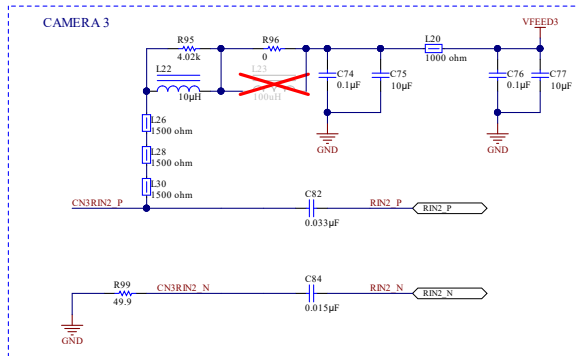 CAMERA 3
VFEED3
R95
4.02k
R96
0
L20
1000 ohm
L22
10µH
L23
100uH
C74
0.1µF
C75
10µF
C76
0.1µF
C77
10µF
GND
GND
L26
1500 ohm
L28
1500 ohm
L30
1500 ohm
CN3RIN2_P
C82
0.033µF
RIN2_P
RIN2_P
R99
49.9
CN3RIN2_N
C84
0.015µF
RIN2_N
RIN2_N
GND